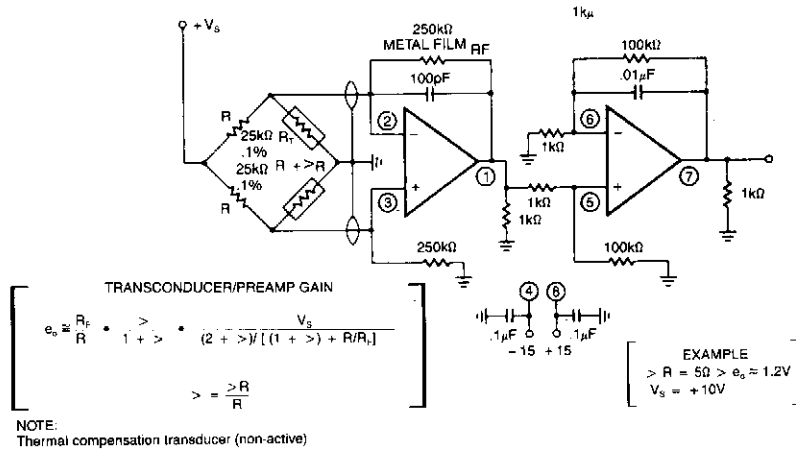 1kμ
+ Vs
250kΩ
METAL FILM RF
100pF
100kΩ
.01μF
R
25kΩ
.1%
25kΩ
.1%
R
RT
R + >R
2
−
3
+
1
6
−
5
+
7
1kΩ
1kΩ
1kΩ
1kΩ
250kΩ
100kΩ
4
8
.1μF
.1μF
−15 +15
TRANSCONDUCER/PREAMP GAIN
eo ≅ RF/R • >/1 + > • Vs/(2 + >)/[(1 + >) + R/RF]
> = >R/R
EXAMPLE
> R = 5Ω > eo ≈ 1.2V
Vs = +10V
NOTE:
Thermal compensation transducer (non-active)